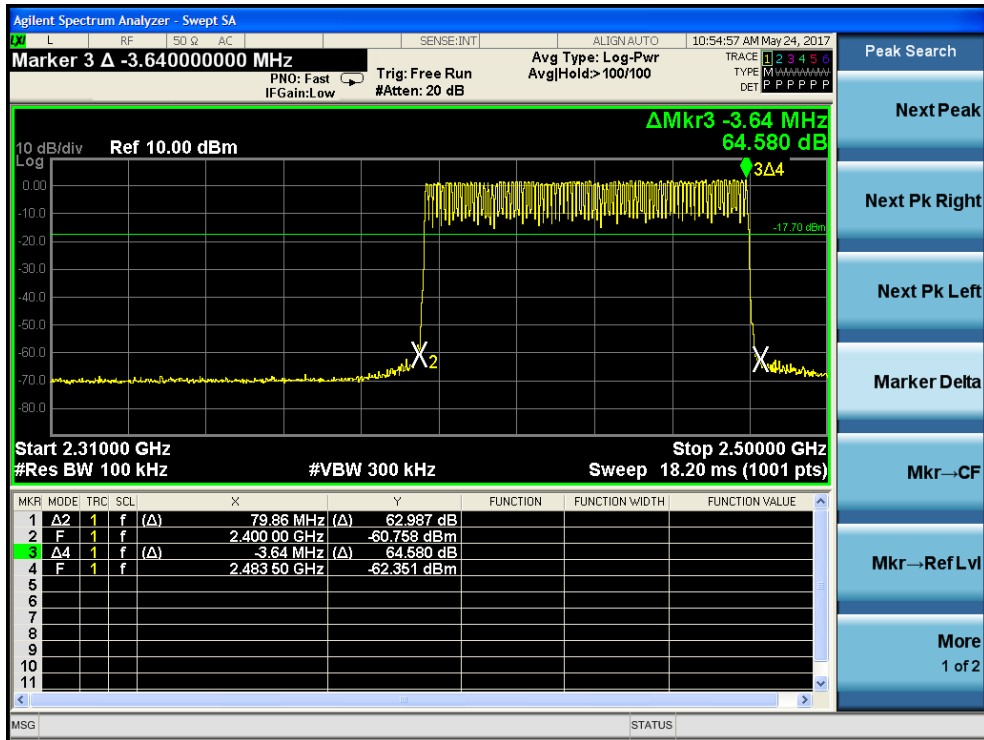 Agilent Spectrum Analyzer - Swept SA
LXI L RF 50 Ω AC SENSE:INT ALIGN AUTO 10:54:57 AM May 24, 2017
Marker 3 Δ -3.640000000 MHz
PNO: Fast
IFGain:Low
Trig: Free Run
#Atten: 20 dB
Avg Type: Log-Pwr
Avg|Hold:> 100/100
TRACE 1 2 3 4 5 6
TYPE M
DET P P P P P P
ΔMkr3 -3.64 MHz
64.580 dB
10 dB/div Ref 10.00 dBm
Log
0.00
-10.0
-20.0
-30.0
-40.0
-50.0
-60.0
-70.0
-80.0
3Δ4
-17.70 dBm
2
Start 2.31000 GHz Stop 2.50000 GHz
#Res BW 100 kHz #VBW 300 kHz Sweep 18.20 ms (1001 pts)
MKR MODE TRC SCL X Y FUNCTION FUNCTION WIDTH FUNCTION VALUE
1 Δ2 1 f (Δ) 79.86 MHz (Δ) 62.987 dB
2 F 1 f 2.400 00 GHz -60.758 dBm
3 Δ4 1 f (Δ) -3.64 MHz (Δ) 64.580 dB
4 F 1 f 2.483 50 GHz -62.351 dBm
5
6
7
8
9
10
11
MSG STATUS
Peak Search
Next Peak
Next Pk Right
Next Pk Left
Marker Delta
Mkr→CF
Mkr→Ref Lvl
More
1 of 2